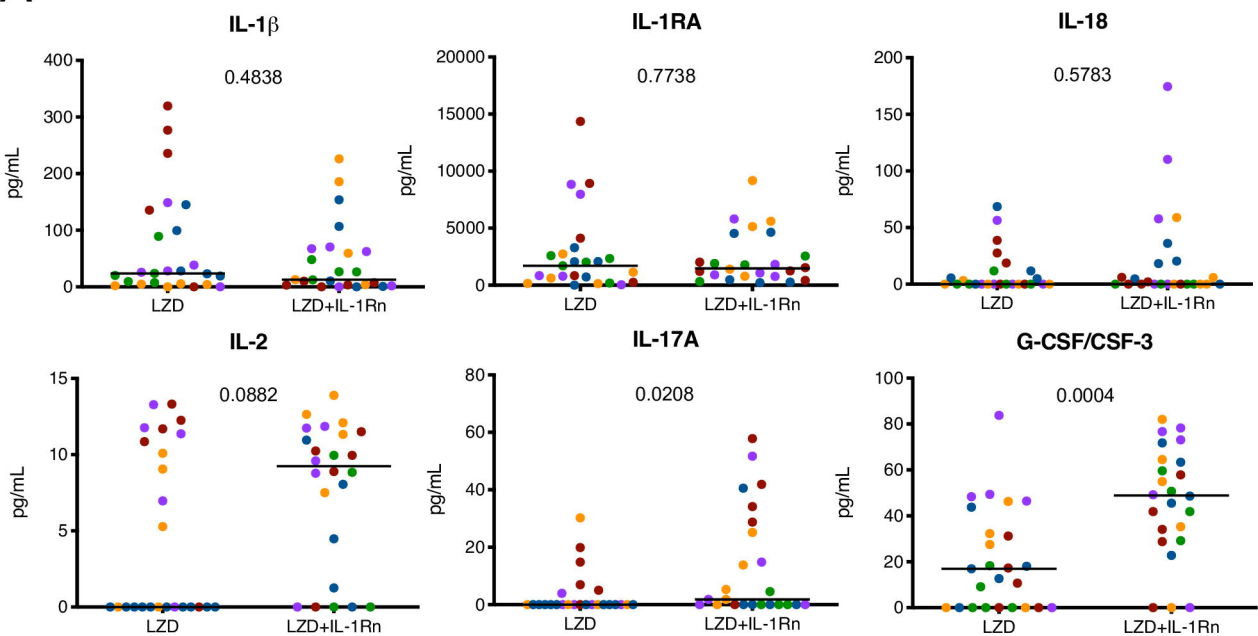 IL-1β
0.4838
400
300
200
100
0
pg/mL
LZD
LZD+IL-1Rn
IL-1RA
0.7738
20000
15000
10000
5000
0
pg/mL
LZD
LZD+IL-1Rn
IL-18
0.5783
200
150
100
50
0
pg/mL
LZD
LZD+IL-1Rn
IL-2
0.0882
15
10
5
0
pg/mL
LZD
LZD+IL-1Rn
IL-17A
0.0208
80
60
40
20
0
pg/mL
LZD
LZD+IL-1Rn
G-CSF/CSF-3
0.0004
100
80
60
40
20
0
pg/mL
LZD
LZD+IL-1Rn